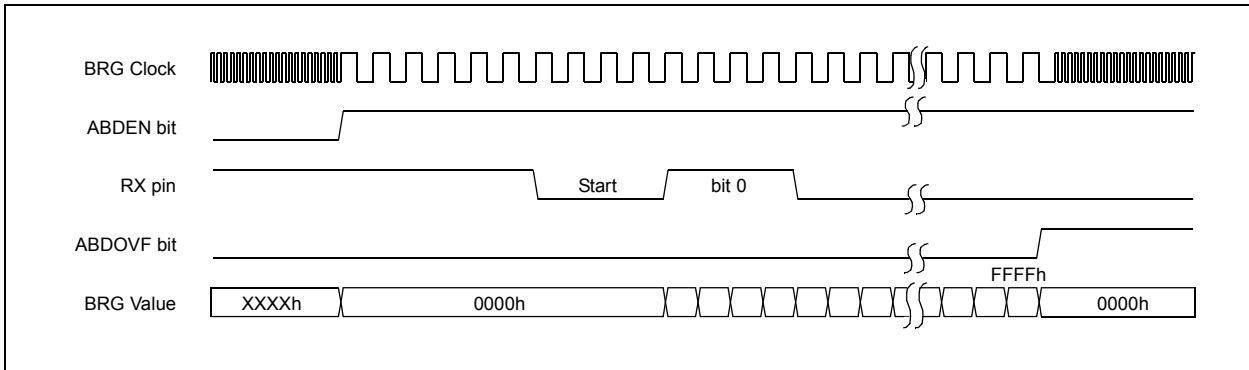 BRG Clock
ABDEN bit
RX pin
Start
bit 0
ABDOVF bit
FFFFh
BRG Value
XXXXh
0000h
0000h